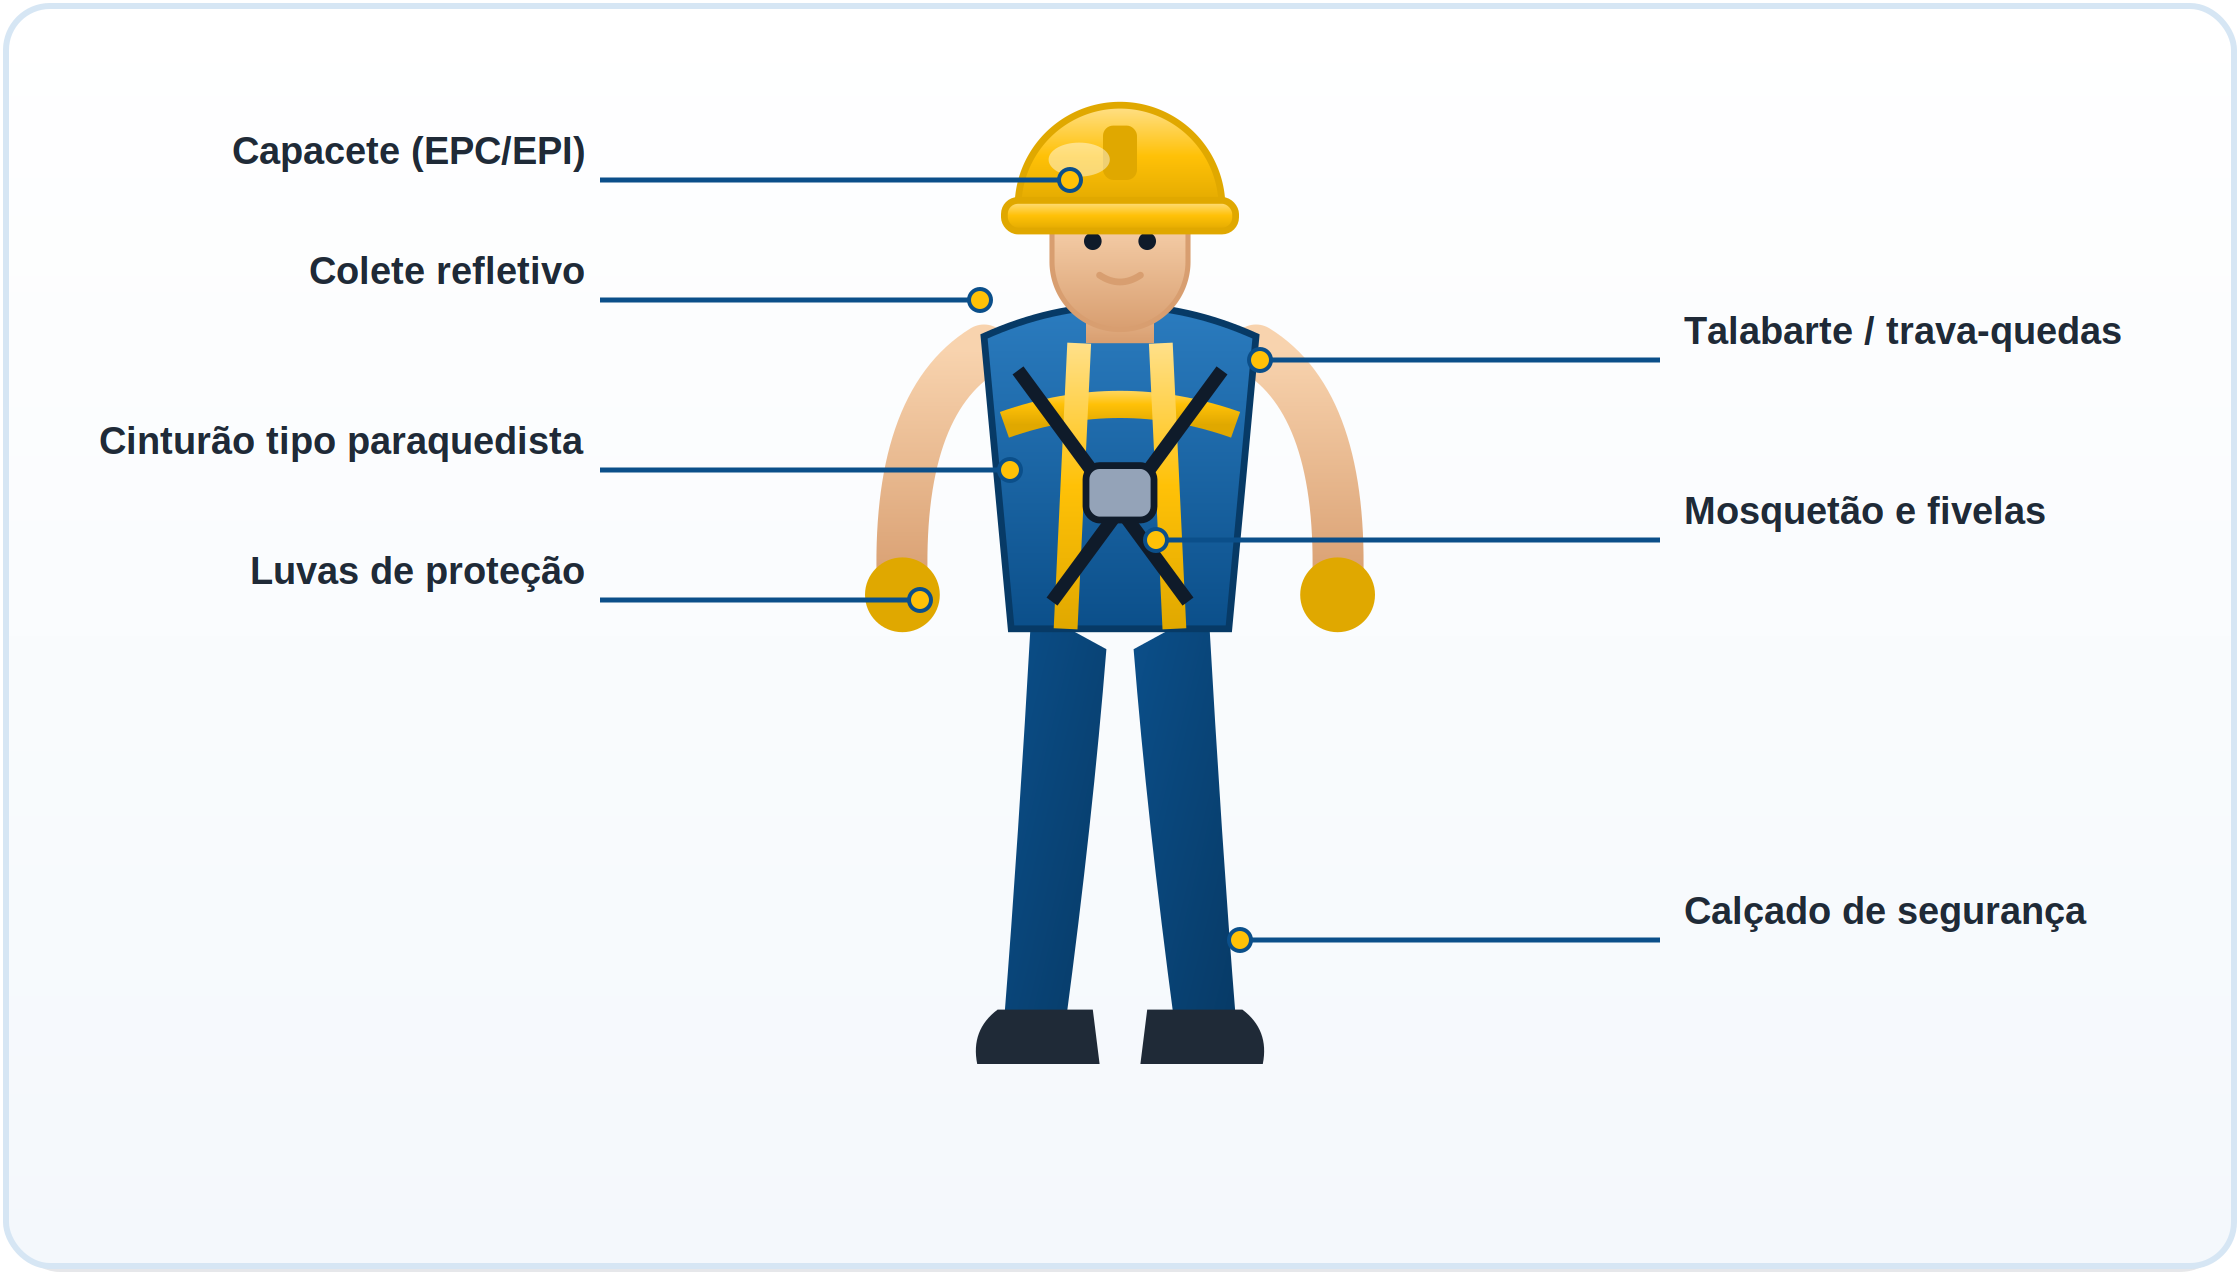 Capacete (EPC/EPI)
Colete refletivo
Cinturão tipo paraquedista
Luvas de proteção
Talabarte / trava-quedas
Mosquetão e fivelas
Calçado de segurança